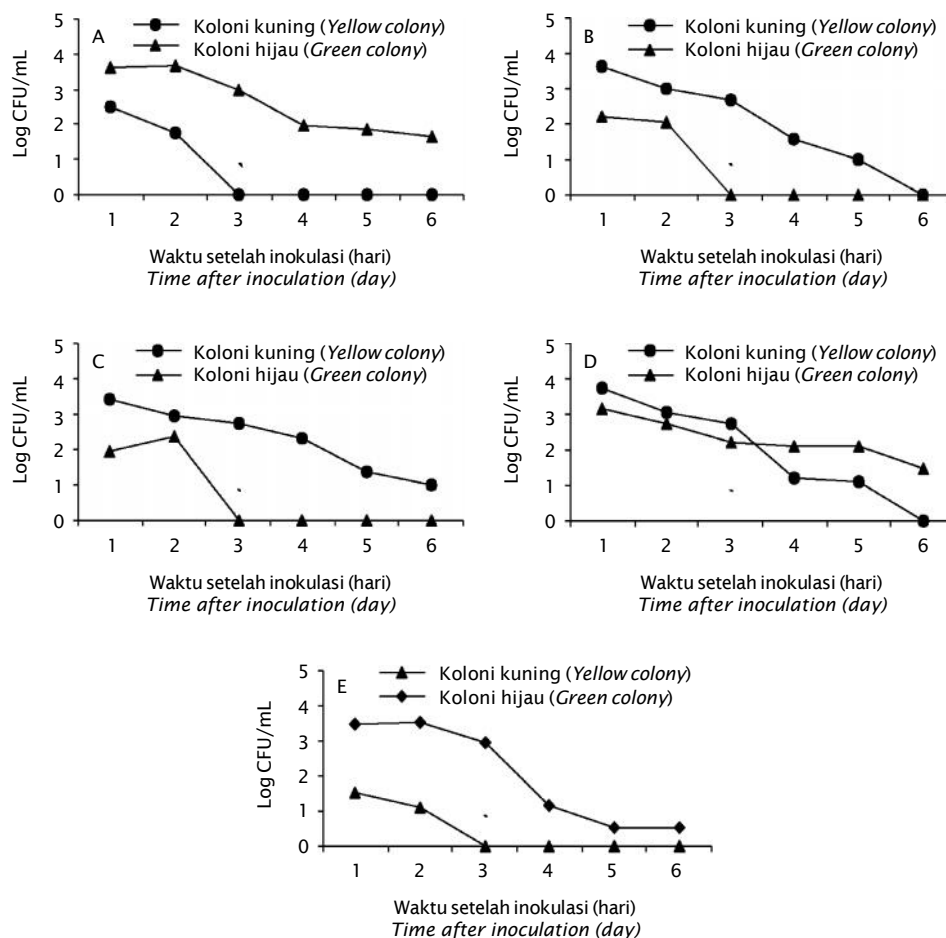 A
Koloni kuning (Yellow colony)
Koloni hijau (Green colony)
Log CFU/mL
5
4
3
2
1
0
1 2 3 4 5 6
Waktu setelah inokulasi (hari)
Time after inoculation (day)
B
Koloni kuning (Yellow colony)
Koloni hijau (Green colony)
Log CFU/mL
5
4
3
2
1
0
1 2 3 4 5 6
Waktu setelah inokulasi (hari)
Time after inoculation (day)
C
Koloni kuning (Yellow colony)
Koloni hijau (Green colony)
Log CFU/mL
5
4
3
2
1
0
1 2 3 4 5 6
Waktu setelah inokulasi (hari)
Time after inoculation (day)
D
Koloni kuning (Yellow colony)
Koloni hijau (Green colony)
Log CFU/mL
5
4
3
2
1
0
1 2 3 4 5 6
Waktu setelah inokulasi (hari)
Time after inoculation (day)
E
Koloni kuning (Yellow colony)
Koloni hijau (Green colony)
Log CFU/mL
5
4
3
2
1
0
1 2 3 4 5 6
Waktu setelah inokulasi (hari)
Time after inoculation (day)